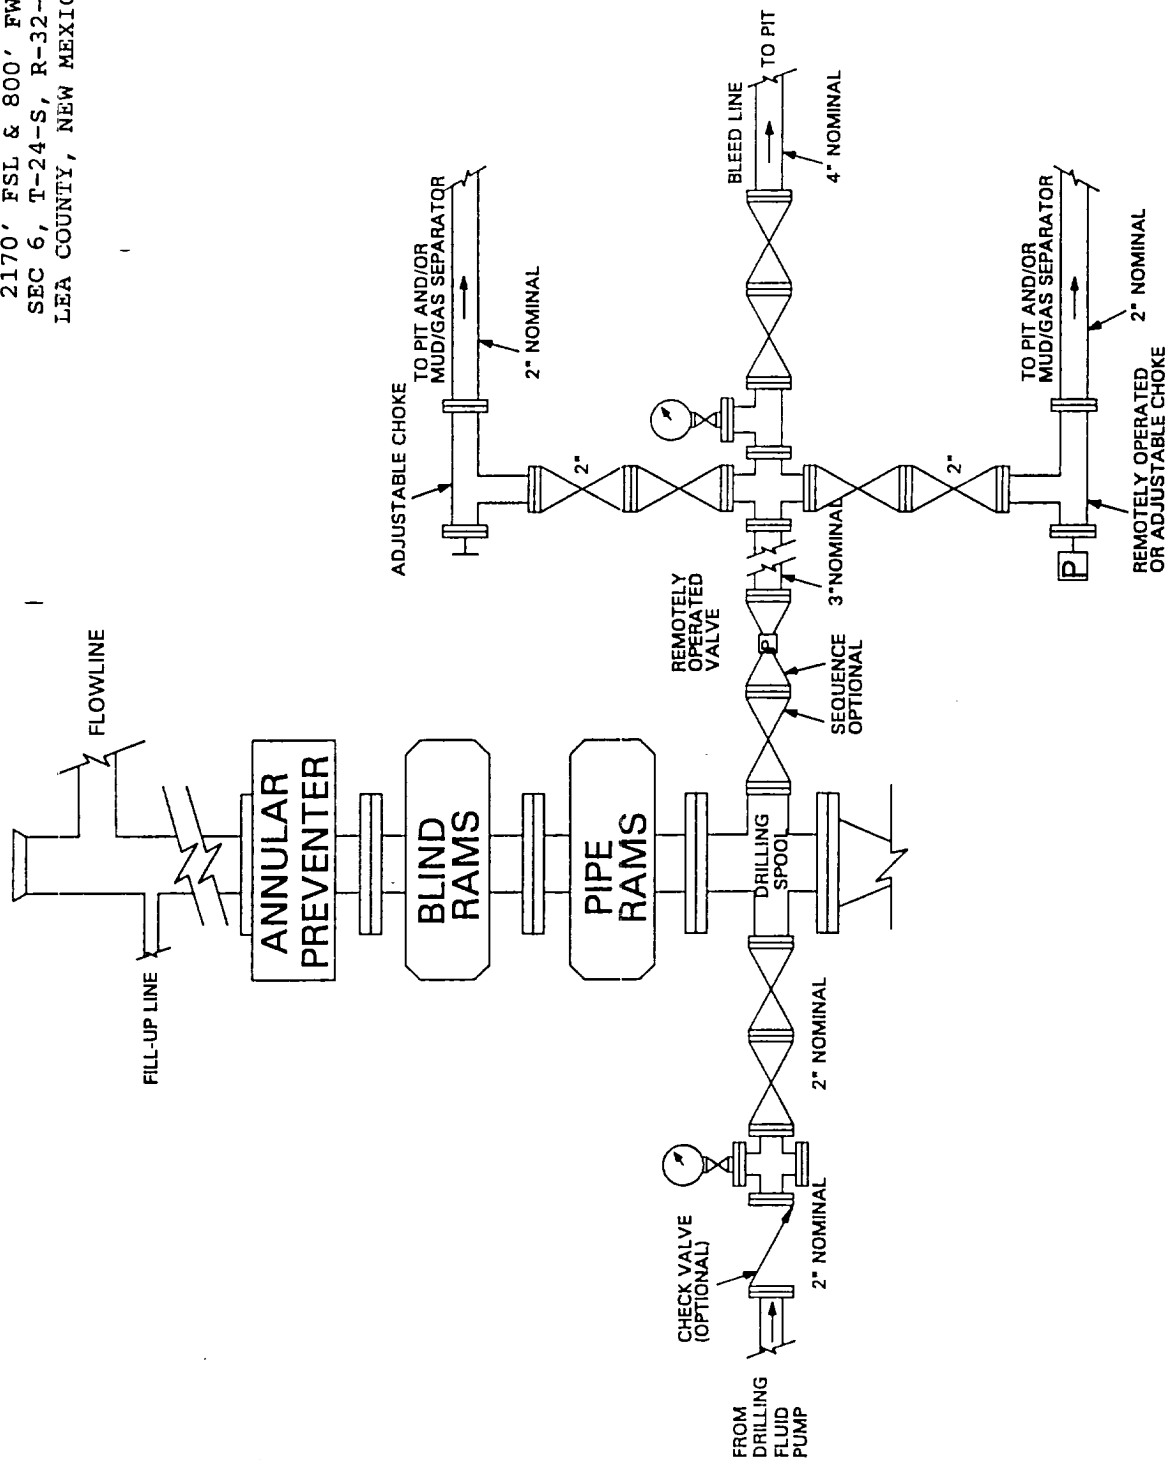 2170' FSL & 800' FW
SEC 6, T-24-S, R-32-
LEA COUNTY, NEW MEXIC
FLOWLINE
FILL-UP LINE
ANNULAR
PREVENTER
BLIND
RAMS
PIPE
RAMS
DRILLING
SPOOL
FROM
DRILLING
FLUID
PUMP
CHECK VALVE
(OPTIONAL)
2" NOMINAL
2" NOMINAL
REMOTELY
OPERATED
VALVE
P
SEQUENCE
OPTIONAL
3"NOMINAL
ADJUSTABLE CHOKE
2"
TO PIT AND/OR
MUD/GAS SEPARATOR
2" NOMINAL
BLEED LINE
TO PIT
4" NOMINAL
2"
P
REMOTELY OPERATED
OR ADJUSTABLE CHOKE
TO PIT AND/OR
MUD/GAS SEPARATOR
2" NOMINAL